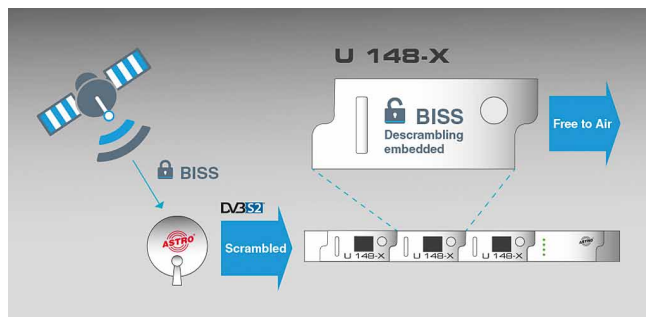 U 148-X
BISS
Descrambling
embedded
Free to Air
BISS
DVB S2
ASTRO
Scrambled
U 148-X
U 148-X
U 148-X
ASTRO